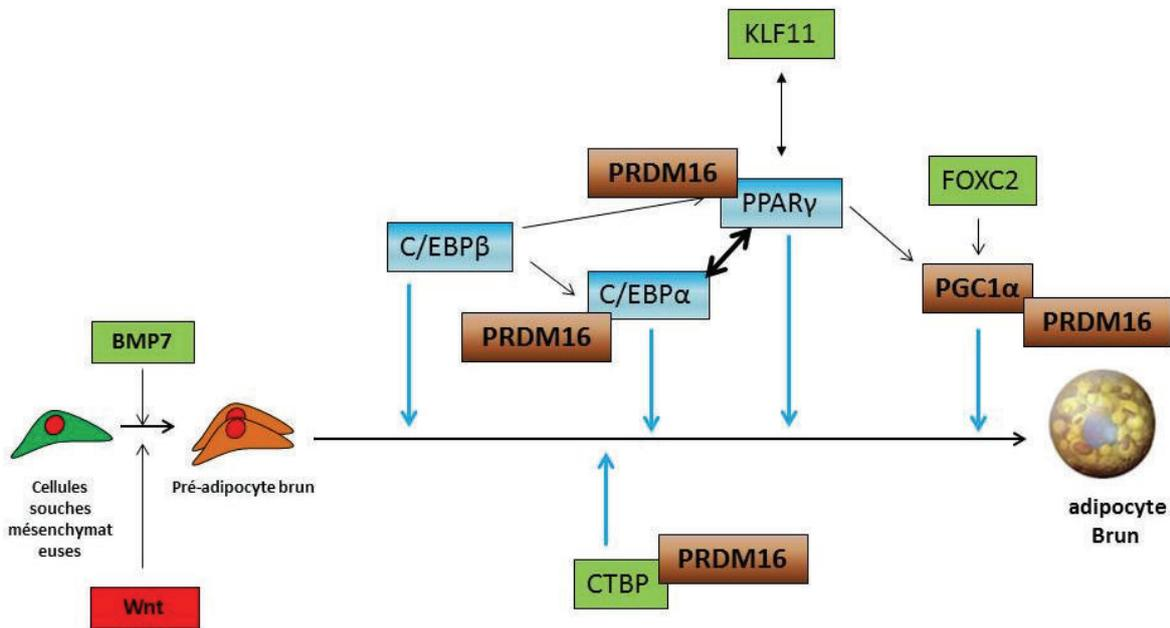 KLF11
PRDM16
PPARγ
FOXC2
C/EBPβ
C/EBPα
PRDM16
PGC1α
PRDM16
BMP7
Cellules
souches
mésenchymat
euses
Pré-adipocyte brun
adipocyte
Brun
Wnt
CTBP
PRDM16